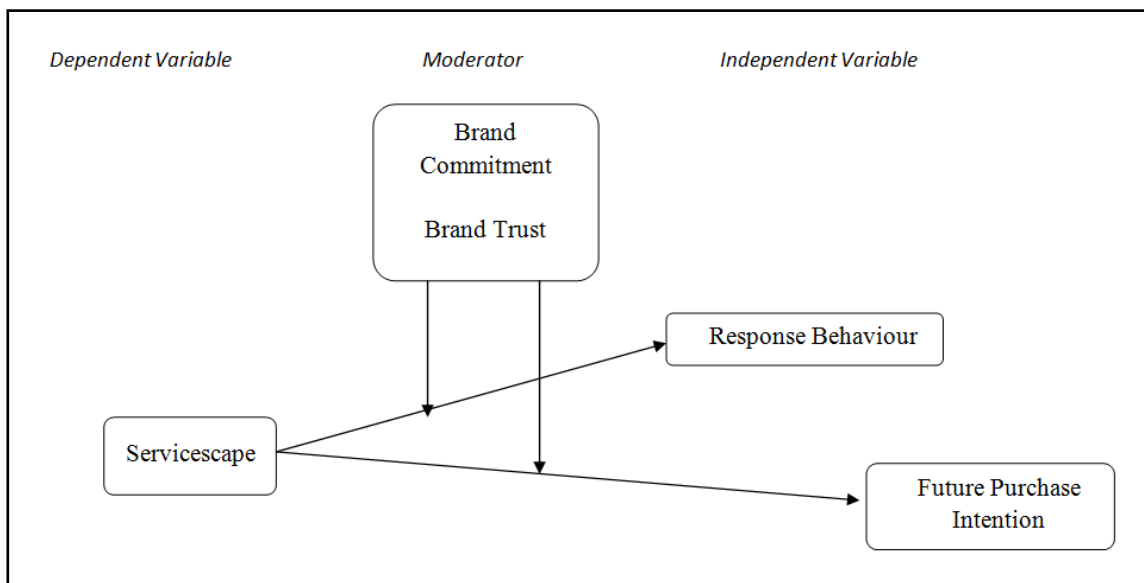 Dependent Variable
Moderator
Independent Variable
Brand
Commitment
Brand Trust
Response Behaviour
Servicescape
Future Purchase
Intention